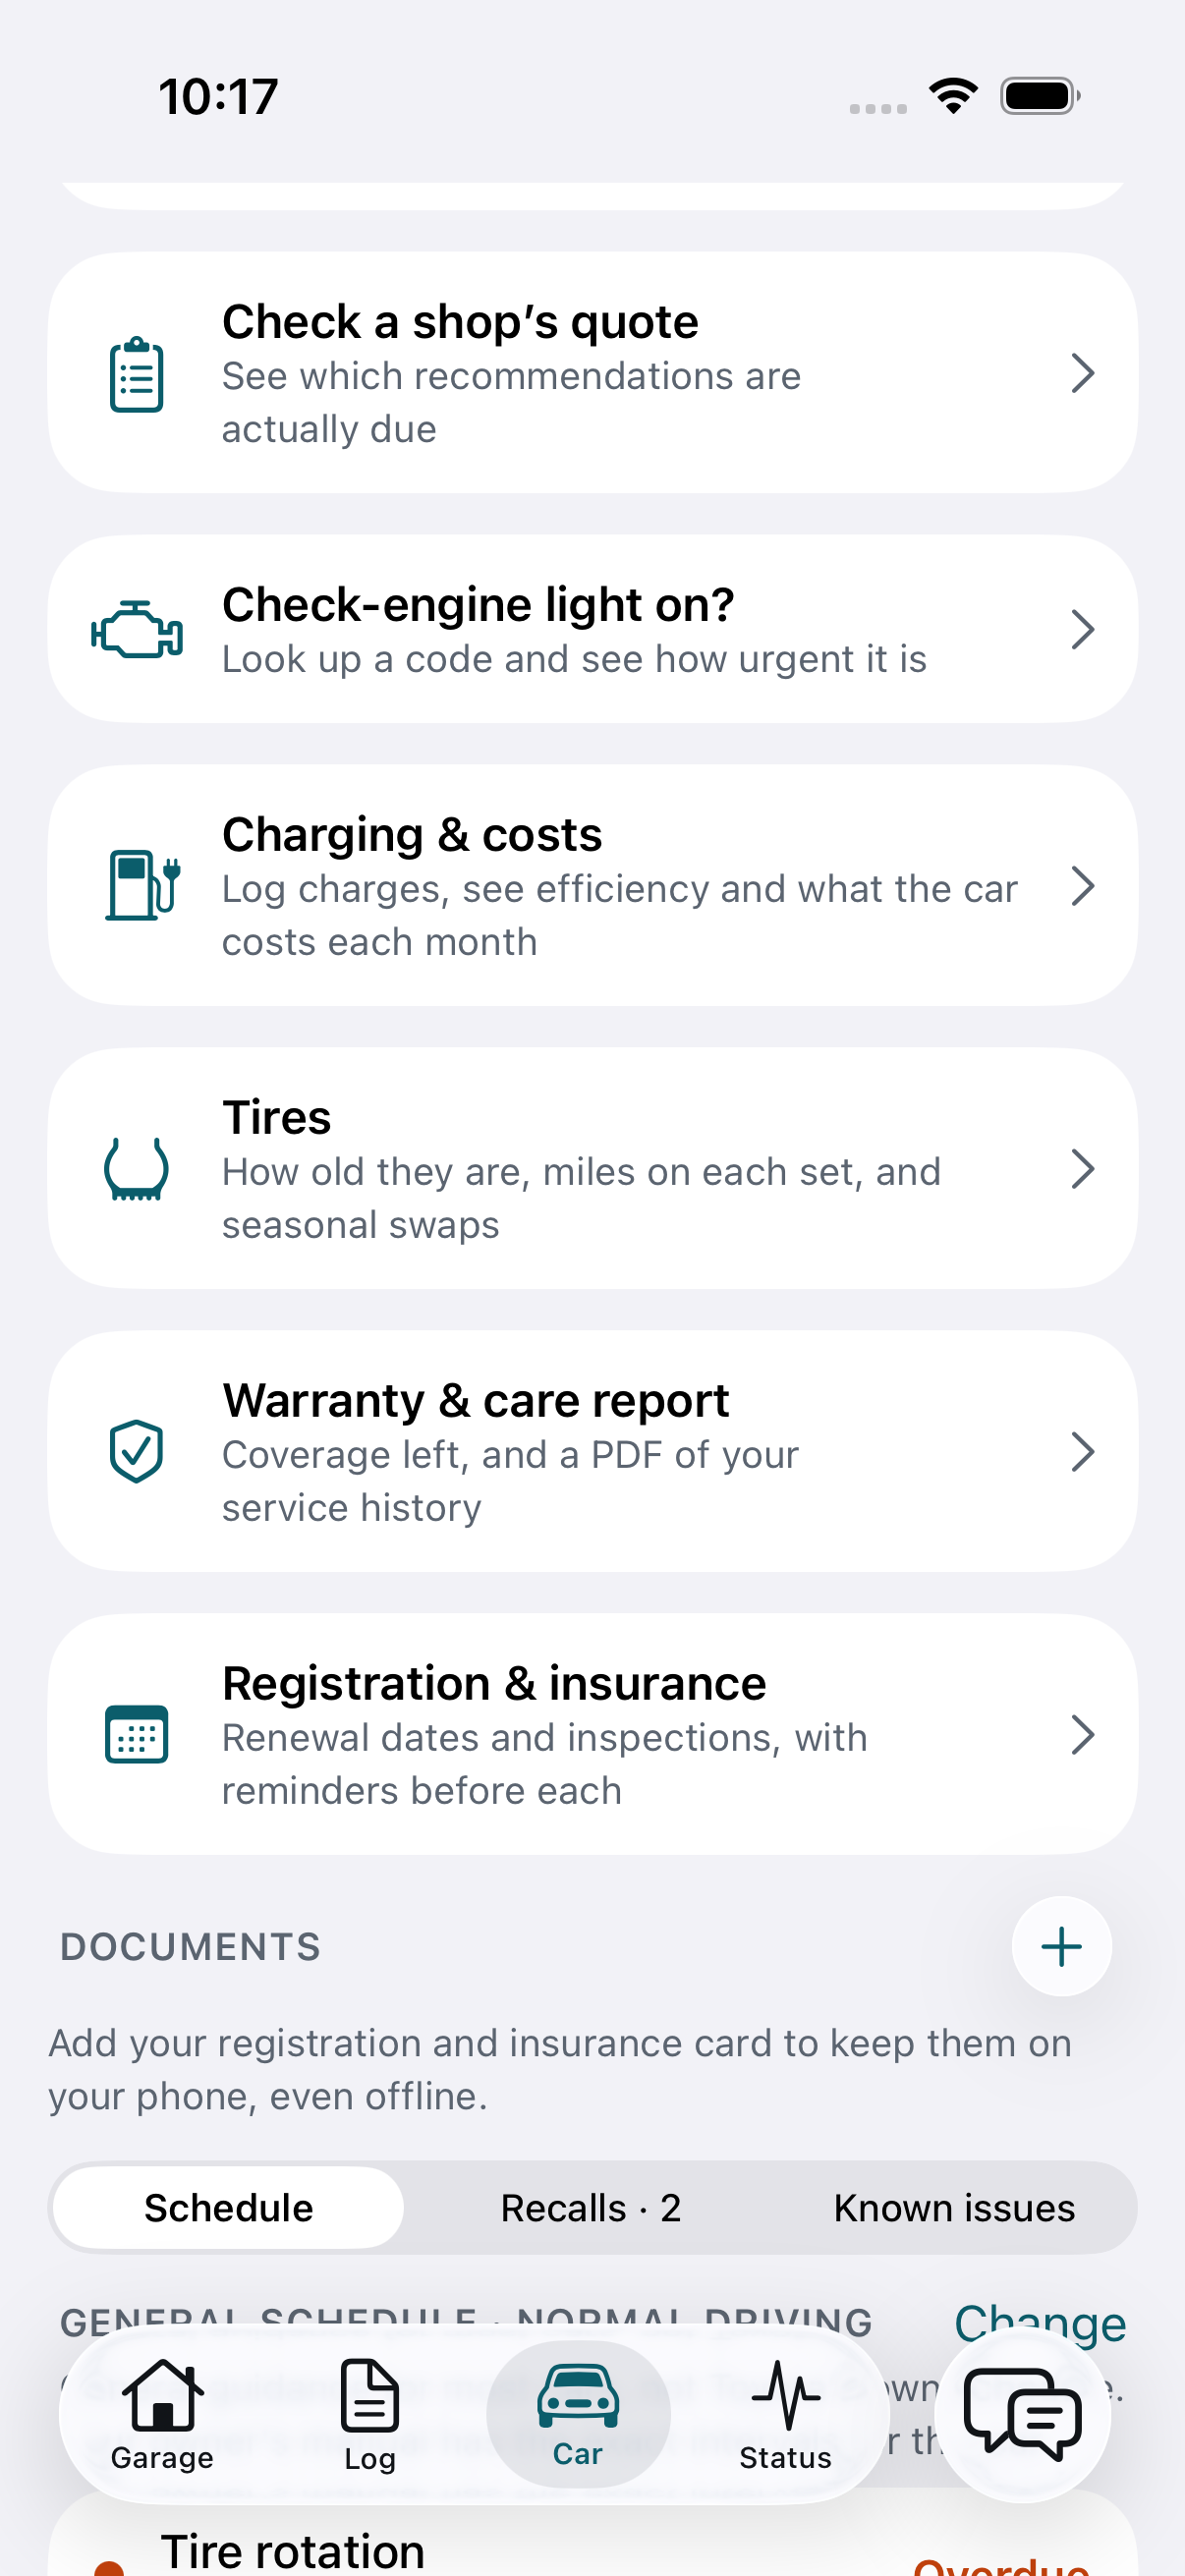 10:17
Check a shop’s quote
See which recommendations are
actually due
Check-engine light on?
Look up a code and see how urgent it is
Charging & costs
Log charges, see efficiency and what the car
costs each month
Tires
How old they are, miles on each set, and
seasonal swaps
Warranty & care report
Coverage left, and a PDF of your
service history
Registration & insurance
Renewal dates and inspections, with
reminders before each
DOCUMENTS
Add your registration and insurance card to keep them on
your phone, even offline.
Schedule
Recalls · 2
Known issues
GENERAL SCHEDULE · NORMAL DRIVING
Change
Garage
Log
Car
Status
Tire rotation
Overdue